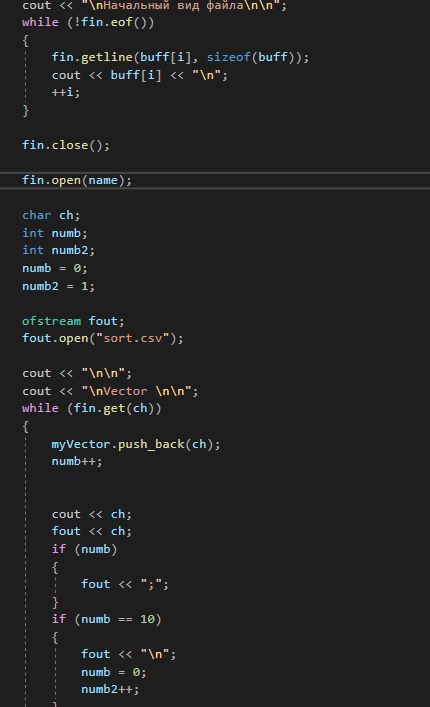 cout << "\nНачальный вид файла\n\n";
while (!fin.eof())
{
fin.getline(buff[i], sizeof(buff));
cout << buff[i] << "\n";
++i;
}
fin.close();
fin.open(name);
char ch;
int numb;
int numb2;
numb = 0;
numb2 = 1;
ofstream fout;
fout.open("sort.csv");
cout << "\n\n";
cout << "\nVector \n\n";
while (fin.get(ch))
{
myVector.push_back(ch);
numb++;
cout << ch;
fout << ch;
if (numb)
{
fout << ";";
}
if (numb == 10)
{
fout << "\n";
numb = 0;
numb2++;
}